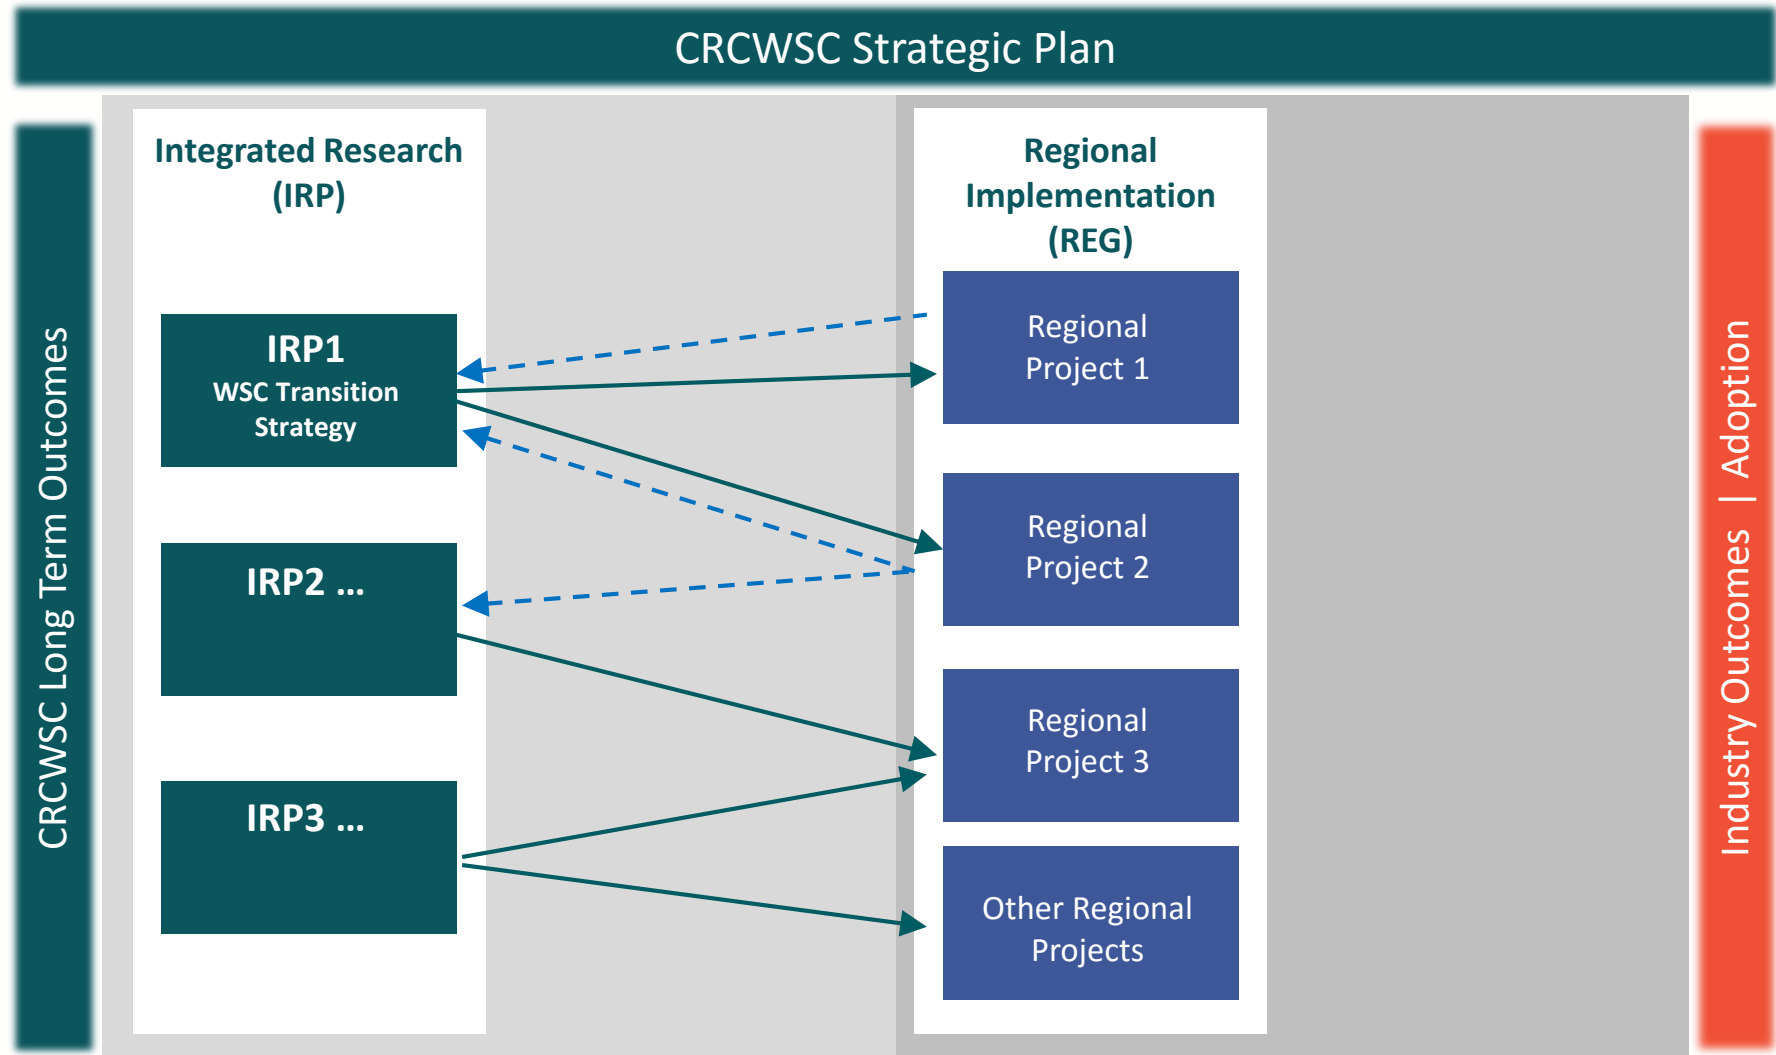 CRCWSC Strategic Plan
CRCWSC Long Term Outcomes
Integrated Research
(IRP)
IRP1
WSC Transition
Strategy
IRP2 ...
IRP3 ...
Regional
Implementation
(REG)
Regional
Project 1
Regional
Project 2
Regional
Project 3
Other Regional
Projects
Industry Outcomes | Adoption